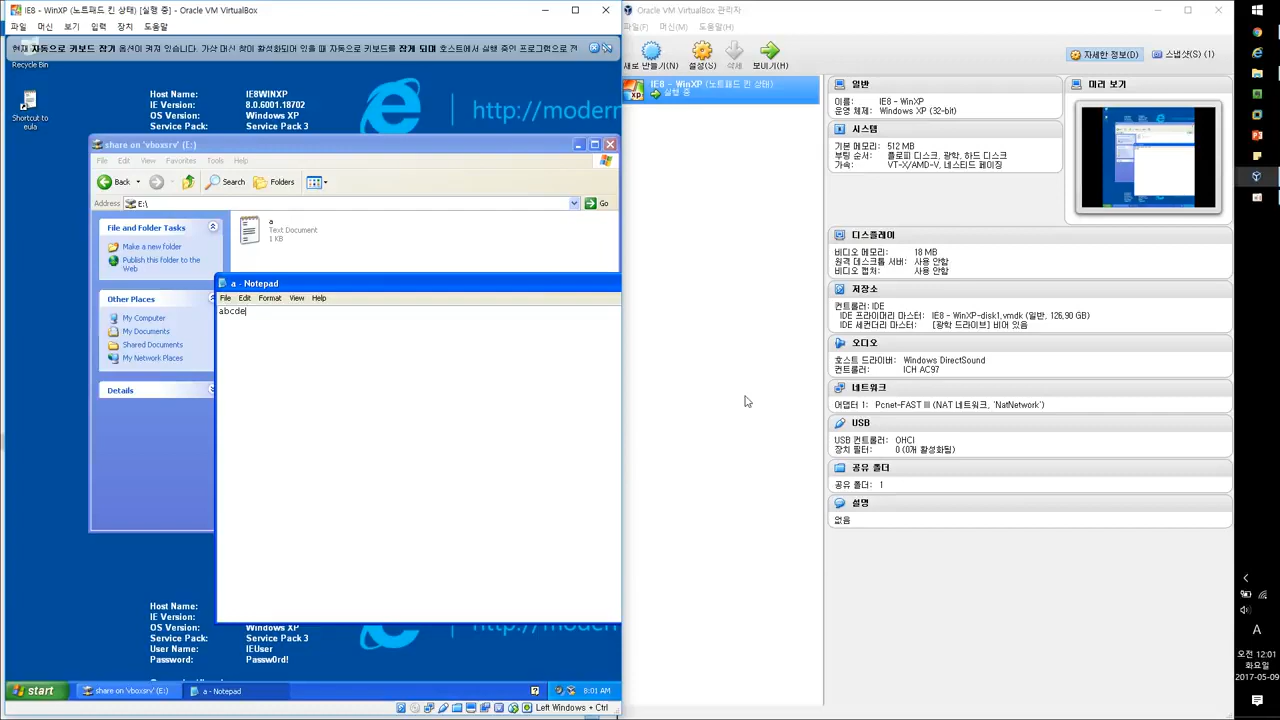 IE8 - WinXP (노트패드 킨 상태) [실행 중] - Oracle VM VirtualBox
파일 머신 보기 입력 장치 도움말
현재 자동으로 키보드 잠기 옵션이 켜져 있습니다. 가상 머신 창이 활성화되어 있을 때 자동으로 키보드를 잠게 되며 호스트에서 실행 중인 프로그램으로 전
Recycle Bin
Shortcut to
eula
Host Name: IE8WINXP
IE Version: 8.0.6001.18702
OS Version: Windows XP
Service Pack: Service Pack 3
http://modern
share on 'vboxsrv' (E:)
File Edit View Favorites Tools Help
Back Search Folders
Address E:\ Go
File and Folder Tasks
Make a new folder
Publish this folder to the
Web
Other Places
My Computer
My Documents
Shared Documents
My Network Places
Details
a
Text Document
1 KB
a - Notepad
File Edit Format View Help
abcde
Host Name:
IE Version:
OS Version: Windows XP
Service Pack: Service Pack 3
User Name: IEUser
Password: Passw0rd!
http://modern
start share on 'vboxsrv' (E:) a - Notepad 8:01 AM
Left Windows + Ctrl
Oracle VM VirtualBox 관리자
파일(F) 머신(M) 도움말(H)
새로 만들기(N) 설정(S) 삭제 보이기(H)
자세한 정보(D) 스냅샷(S) (1)
IE8 - WinXP (노트패드 킨 상태)
실행 중
일반
이름: IE8 - WinXP
운영 체제: Windows XP (32-bit)
시스템
기본 메모리: 512 MB
부팅 순서: 플로피 디스크, 광학, 하드 디스크
가속: VT-x/AMD-V, 네스티드 페이징
미리 보기
디스플레이
비디오 메모리: 18 MB
원격 데스크톱 서버: 사용 안함
비디오 캡처: 사용 안함
저장소
컨트롤러: IDE
IDE 프라이머리 마스터: IE8 - WinXP-disk1.vmdk (일반, 126,90 GB)
IDE 세컨더리 마스터: [광학 드라이브] 비어 있음
오디오
호스트 드라이버: Windows DirectSound
컨트롤러: ICH AC97
네트워크
어댑터 1: Pcnet-FAST III (NAT 네트워크, 'NatNetwork')
USB
USB 컨트롤러: OHCI
장치 필터: 0 (0개 활성화됨)
공유 폴더
공유 폴더: 1
설명
없음
A
오전 12:01
화요일
2017-05-09